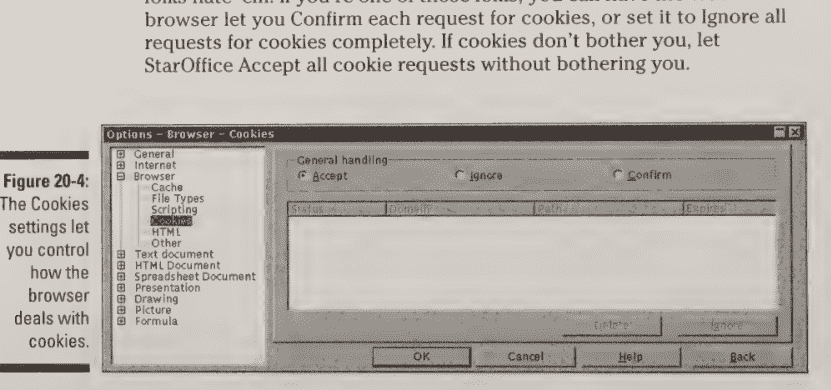 browser let you Confirm each request for cookies, or set it to Ignore all
requests for cookies completely. If cookies don't bother you, let
StarOffice Accept all cookie requests without bothering you.
Figure 20-4:
The Cookies
settings let
you control
how the
browser
deals with
cookies.
Options – Browser – Cookies
General
Internet
Browser
Cache
File Types
Scripting
Cookies
HTML
Other
Text document
HTML Document
Spreadsheet Document
Presentation
Drawing
Picture
Formula
General handling
Accept Ignore Confirm
Status Domain Path Expires
Delete Ignore
OK Cancel Help Back